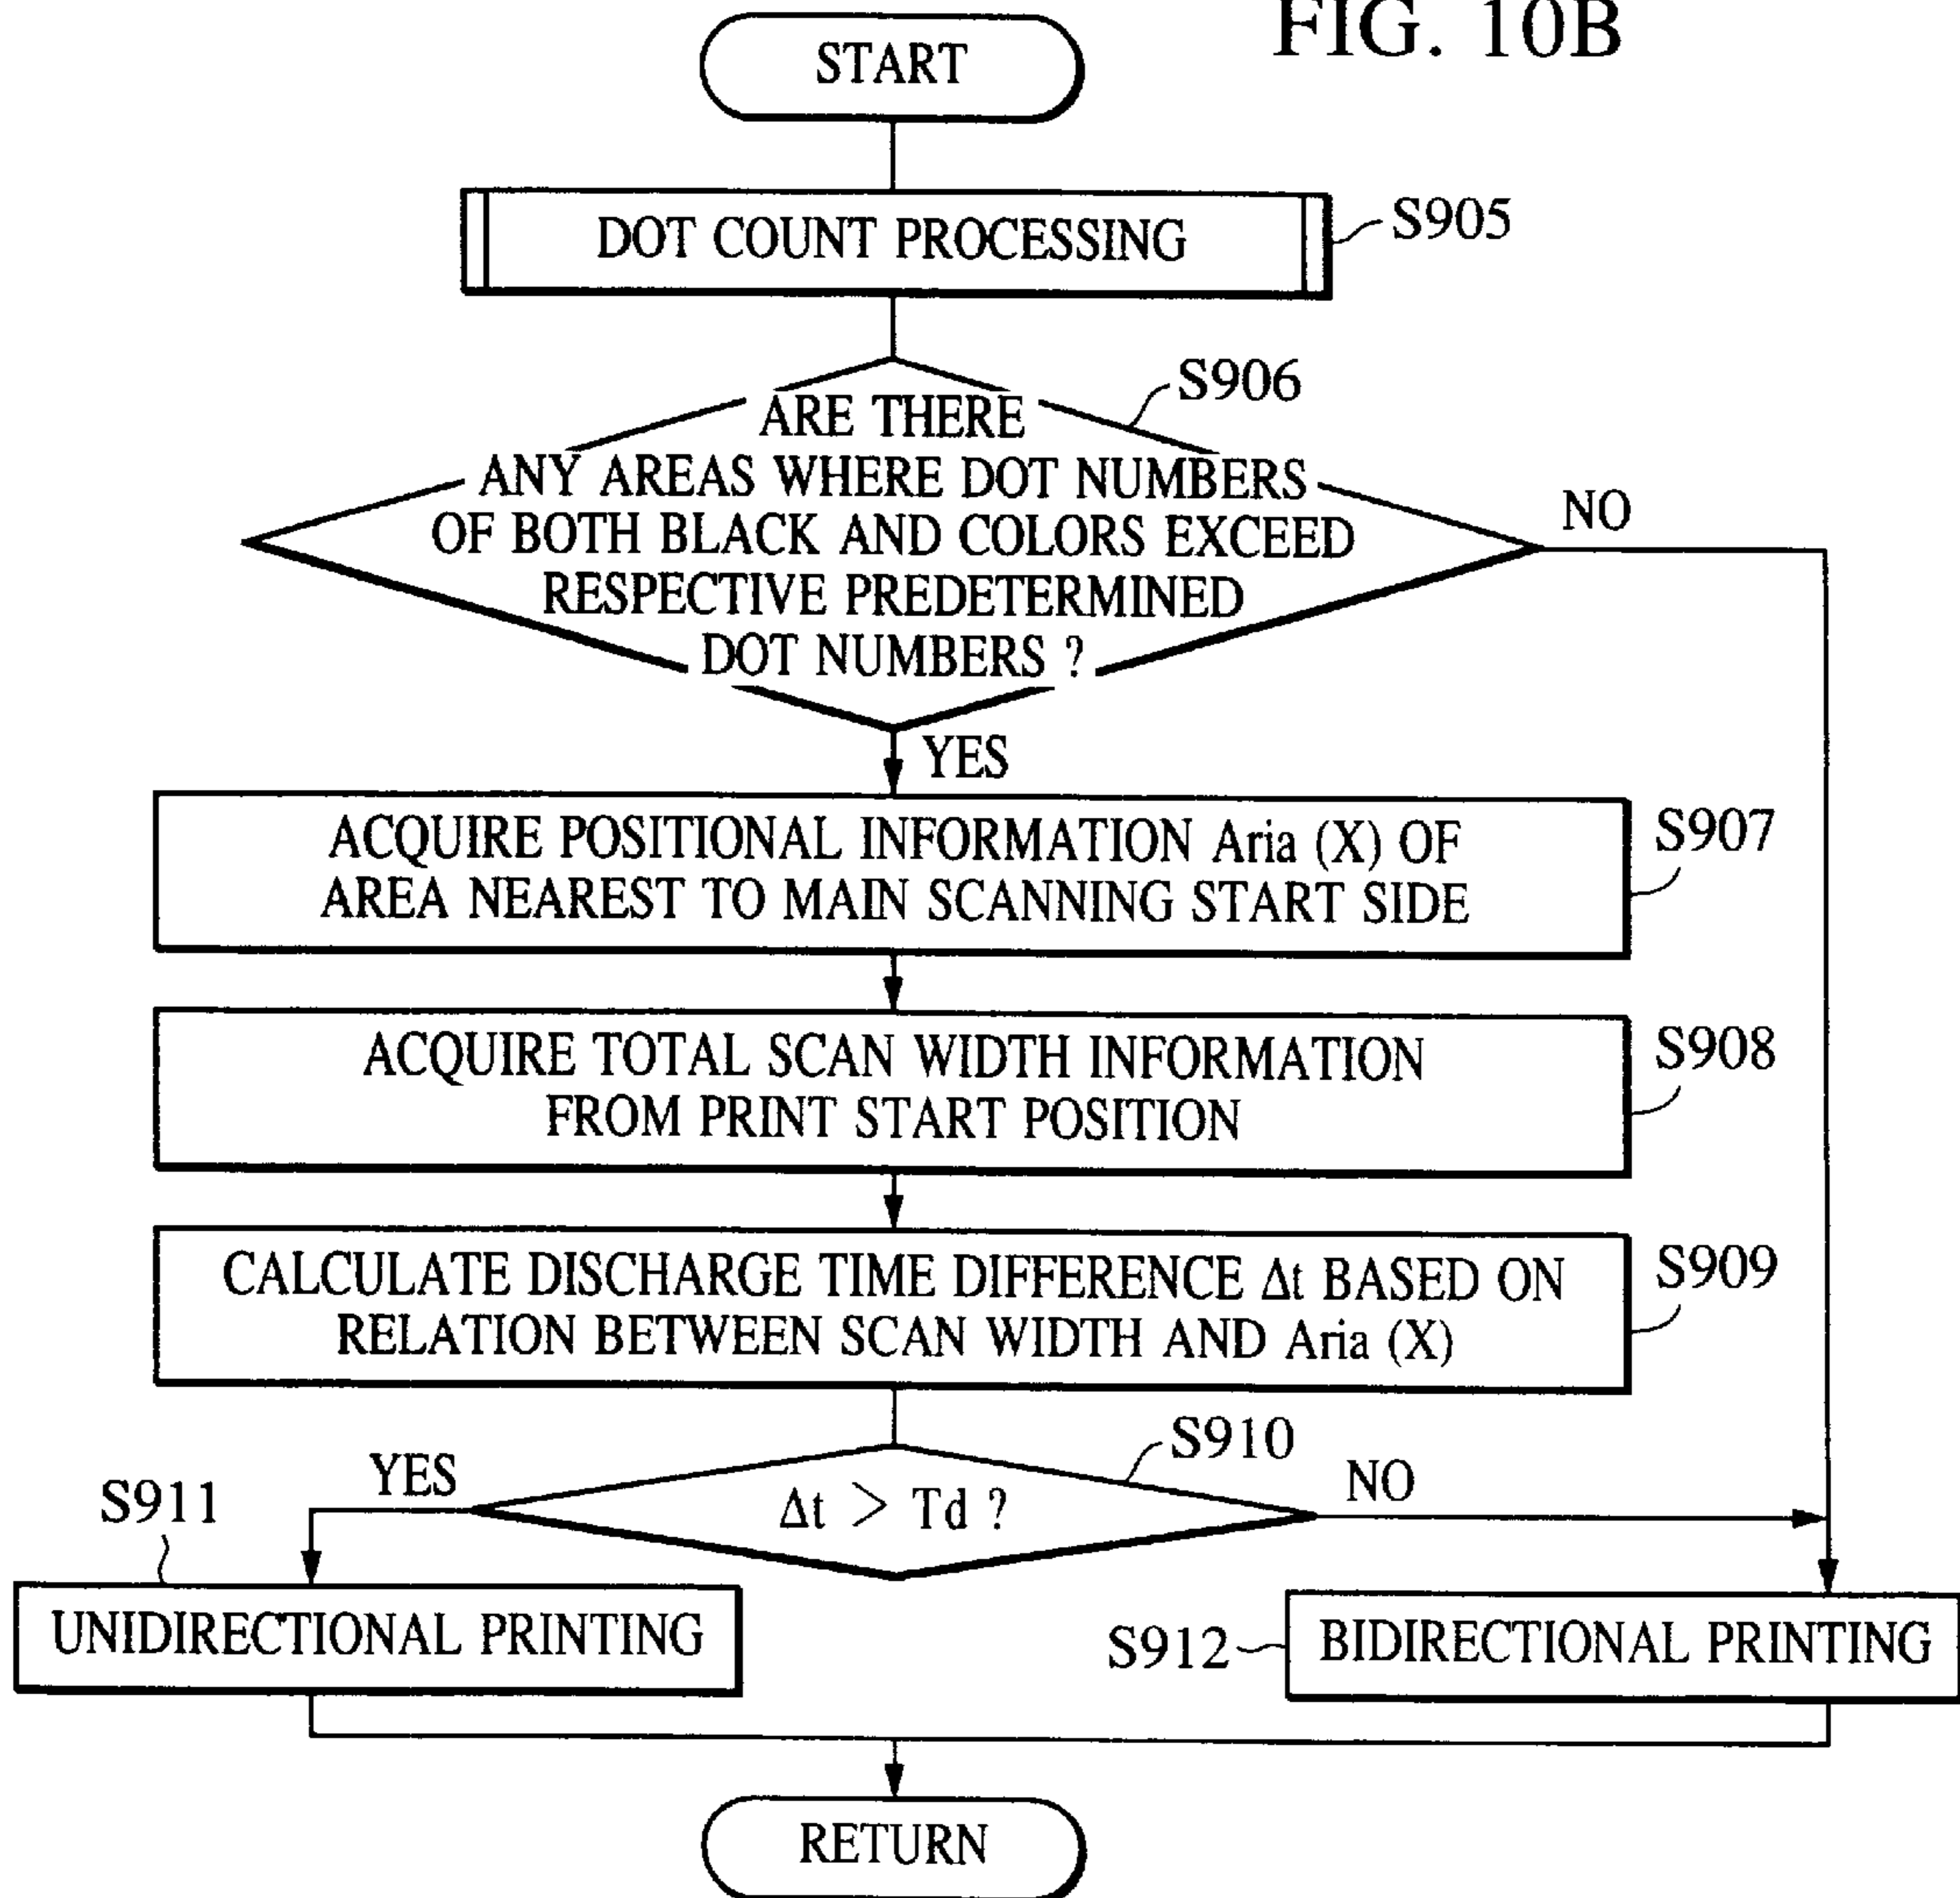 FIG. 10B
START
DOT COUNT PROCESSING
S905
S906
ARE THERE
ANY AREAS WHERE DOT NUMBERS
OF BOTH BLACK AND COLORS EXCEED
RESPECTIVE PREDETERMINED
DOT NUMBERS ?
NO
YES
ACQUIRE POSITIONAL INFORMATION Aria (X) OF
AREA NEAREST TO MAIN SCANNING START SIDE
S907
ACQUIRE TOTAL SCAN WIDTH INFORMATION
FROM PRINT START POSITION
S908
CALCULATE DISCHARGE TIME DIFFERENCE Δt BASED ON
RELATION BETWEEN SCAN WIDTH AND Aria (X)
S909
S910
Δt > Td ?
YES
NO
S911
UNIDIRECTIONAL PRINTING
S912
BIDIRECTIONAL PRINTING
RETURN